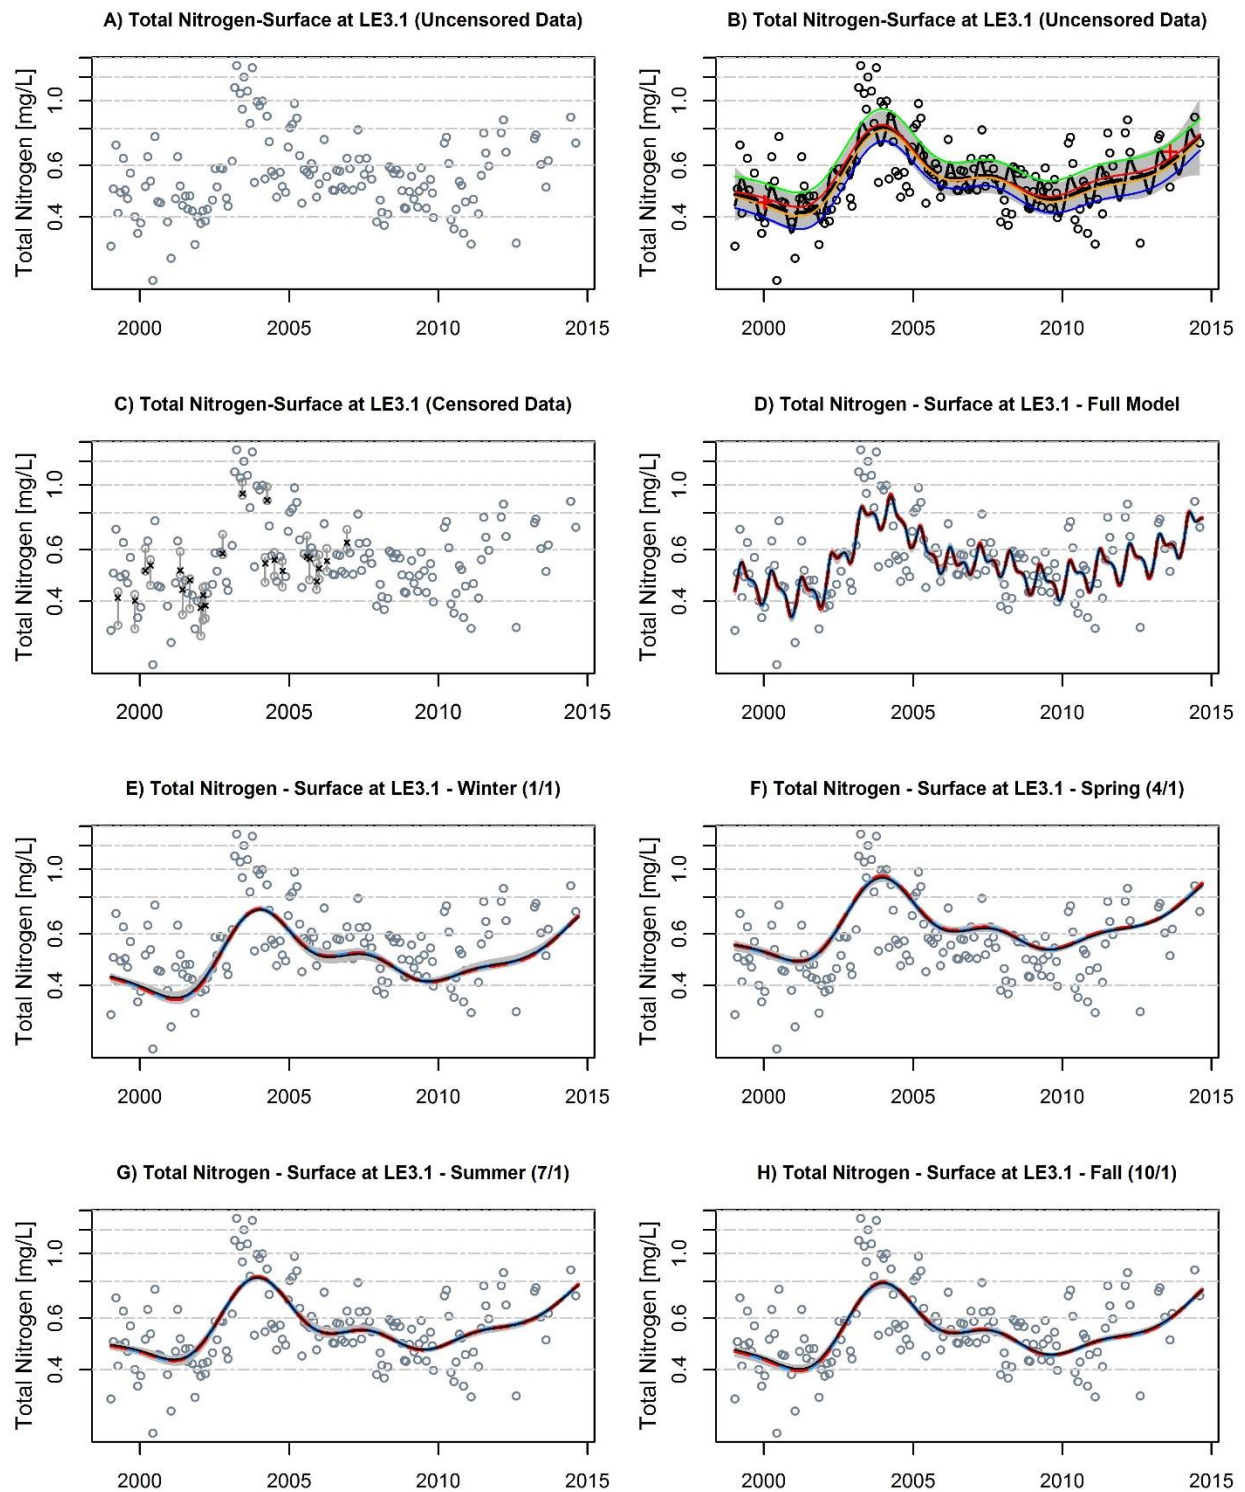 A) Total Nitrogen-Surface at LE3.1 (Uncensored Data)
Total Nitrogen [mg/L]
1.0
0.6
0.4
2000 2005 2010 2015
B) Total Nitrogen-Surface at LE3.1 (Uncensored Data)
Total Nitrogen [mg/L]
1.0
0.6
0.4
2000 2005 2010 2015
C) Total Nitrogen-Surface at LE3.1 (Censored Data)
Total Nitrogen [mg/L]
1.0
0.6
0.4
2000 2005 2010 2015
D) Total Nitrogen - Surface at LE3.1 - Full Model
Total Nitrogen [mg/L]
1.0
0.6
0.4
2000 2005 2010 2015
E) Total Nitrogen - Surface at LE3.1 - Winter (1/1)
Total Nitrogen [mg/L]
1.0
0.6
0.4
2000 2005 2010 2015
F) Total Nitrogen - Surface at LE3.1 - Spring (4/1)
Total Nitrogen [mg/L]
1.0
0.6
0.4
2000 2005 2010 2015
G) Total Nitrogen - Surface at LE3.1 - Summer (7/1)
Total Nitrogen [mg/L]
1.0
0.6
0.4
2000 2005 2010 2015
H) Total Nitrogen - Surface at LE3.1 - Fall (10/1)
Total Nitrogen [mg/L]
1.0
0.6
0.4
2000 2005 2010 2015